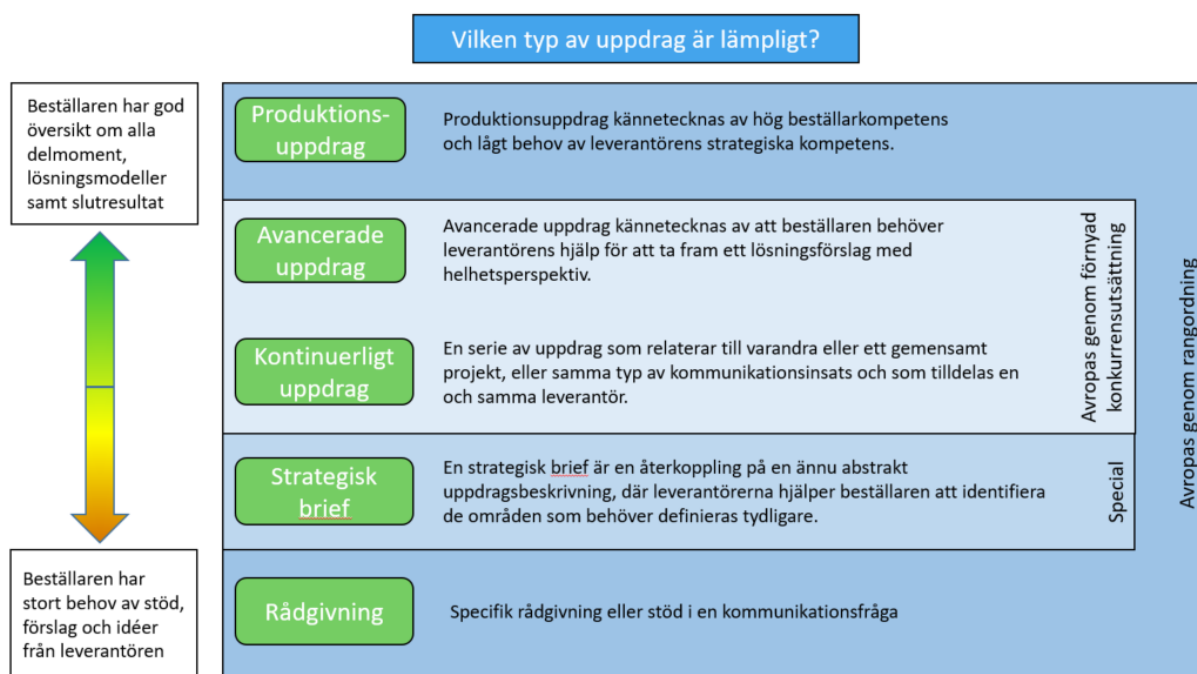 Vilken typ av uppdrag är lämpligt?
Beställaren har god
översikt om alla
delmoment,
lösningsmodeller
samt slutresultat
Produktions-
uppdrag
Produktionsuppdrag kännetecknas av hög beställarkompetens
och lågt behov av leverantörens strategiska kompetens.
Avancerade
uppdrag
Avancerade uppdrag kännetecknas av att beställaren behöver
leverantörens hjälp för att ta fram ett lösningsförslag med
helhetsperspektiv.
Kontinuerligt
uppdrag
En serie av uppdrag som relaterar till varandra eller ett gemensamt
projekt, eller samma typ av kommunikationsinsats och som tilldelas en
och samma leverantör.
Avropas genom förnyad
konkurrensutsättning
Strategisk
brief
En strategisk brief är en återkoppling på en ännu abstrakt
uppdragsbeskrivning, där leverantörerna hjälper beställaren att identifiera
de områden som behöver definieras tydligare.
Special
Avropas genom rangordning
Beställaren har
stort behov av stöd,
förslag och idéer
från leverantören
Rådgivning
Specifik rådgivning eller stöd i en kommunikationsfråga